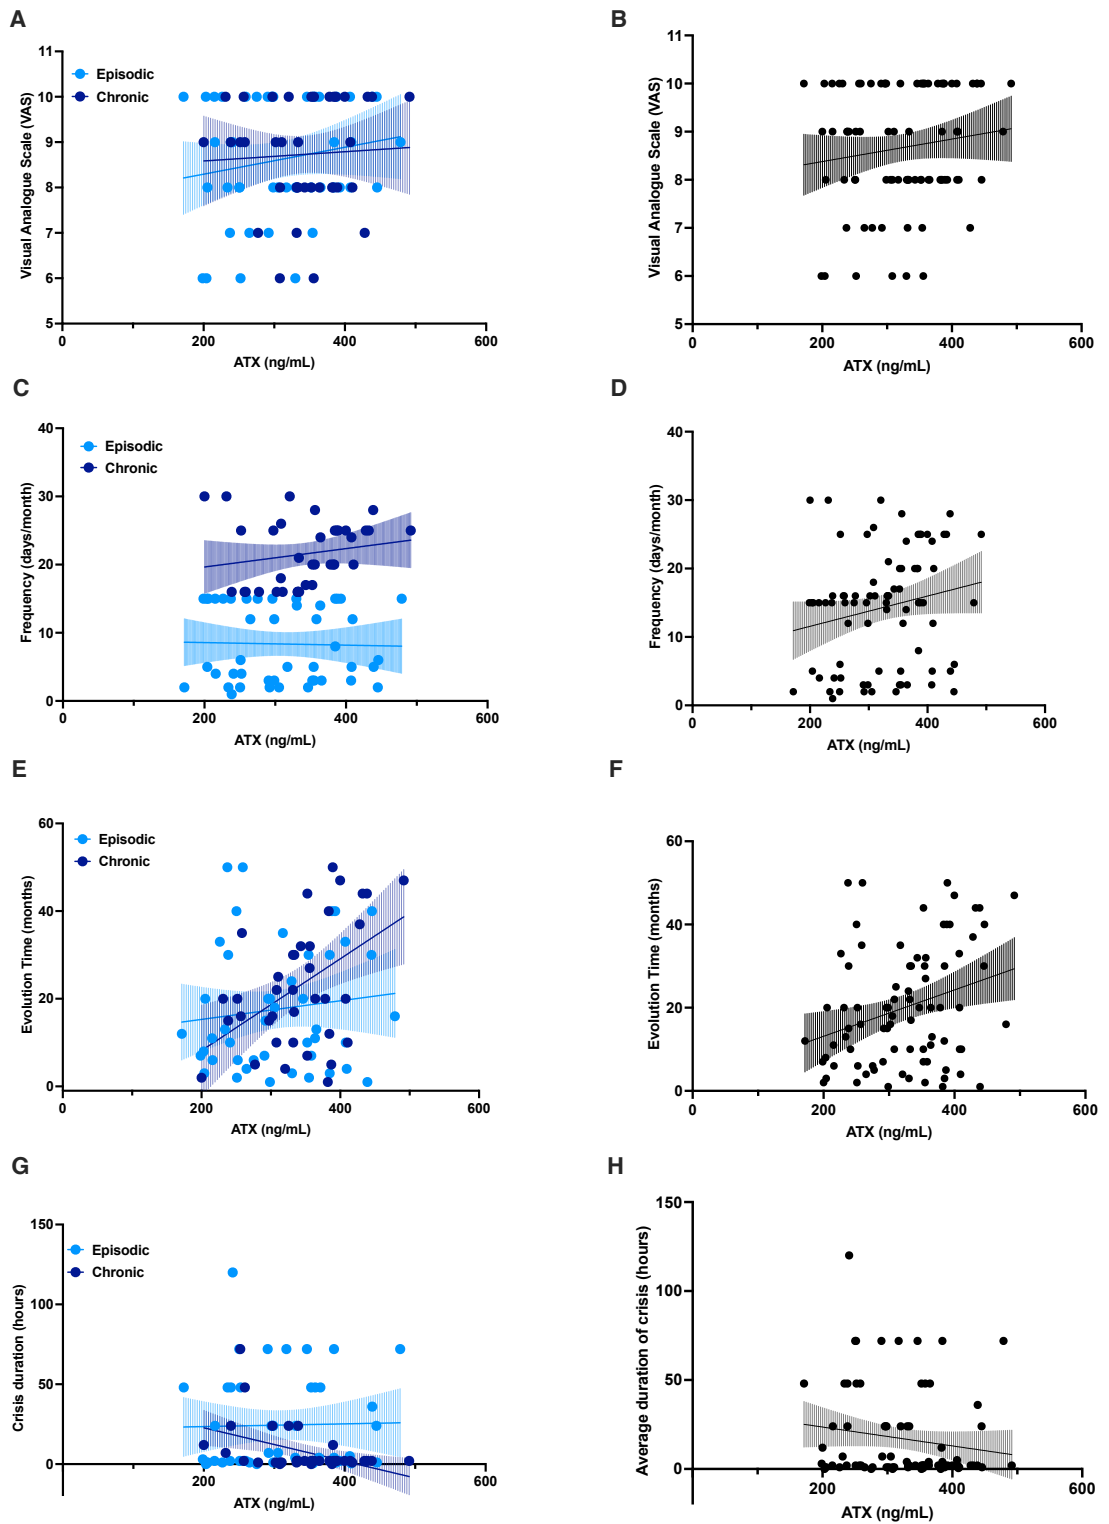 A
Visual Analogue Scale (VAS)
11
10
9
8
7
6
5
Episodic
Chronic
0
200
400
600
ATX (ng/mL)
B
Visual Analogue Scale (VAS)
11
10
9
8
7
6
5
0
200
400
600
ATX (ng/mL)
C
Frequency (days/month)
40
30
20
10
0
Episodic
Chronic
0
200
400
600
ATX (ng/mL)
D
Frequency (days/month)
40
30
20
10
0
0
200
400
600
ATX (ng/mL)
E
Evolution Time (months)
60
40
20
0
Episodic
Chronic
0
200
400
600
ATX (ng/mL)
F
Evolution Time (months)
60
40
20
0
0
200
400
600
ATX (ng/mL)
G
Crisis duration (hours)
150
100
50
0
Episodic
Chronic
200
400
600
ATX (ng/mL)
H
Average duration of crisis (hours)
150
100
50
0
200
400
600
ATX (ng/mL)